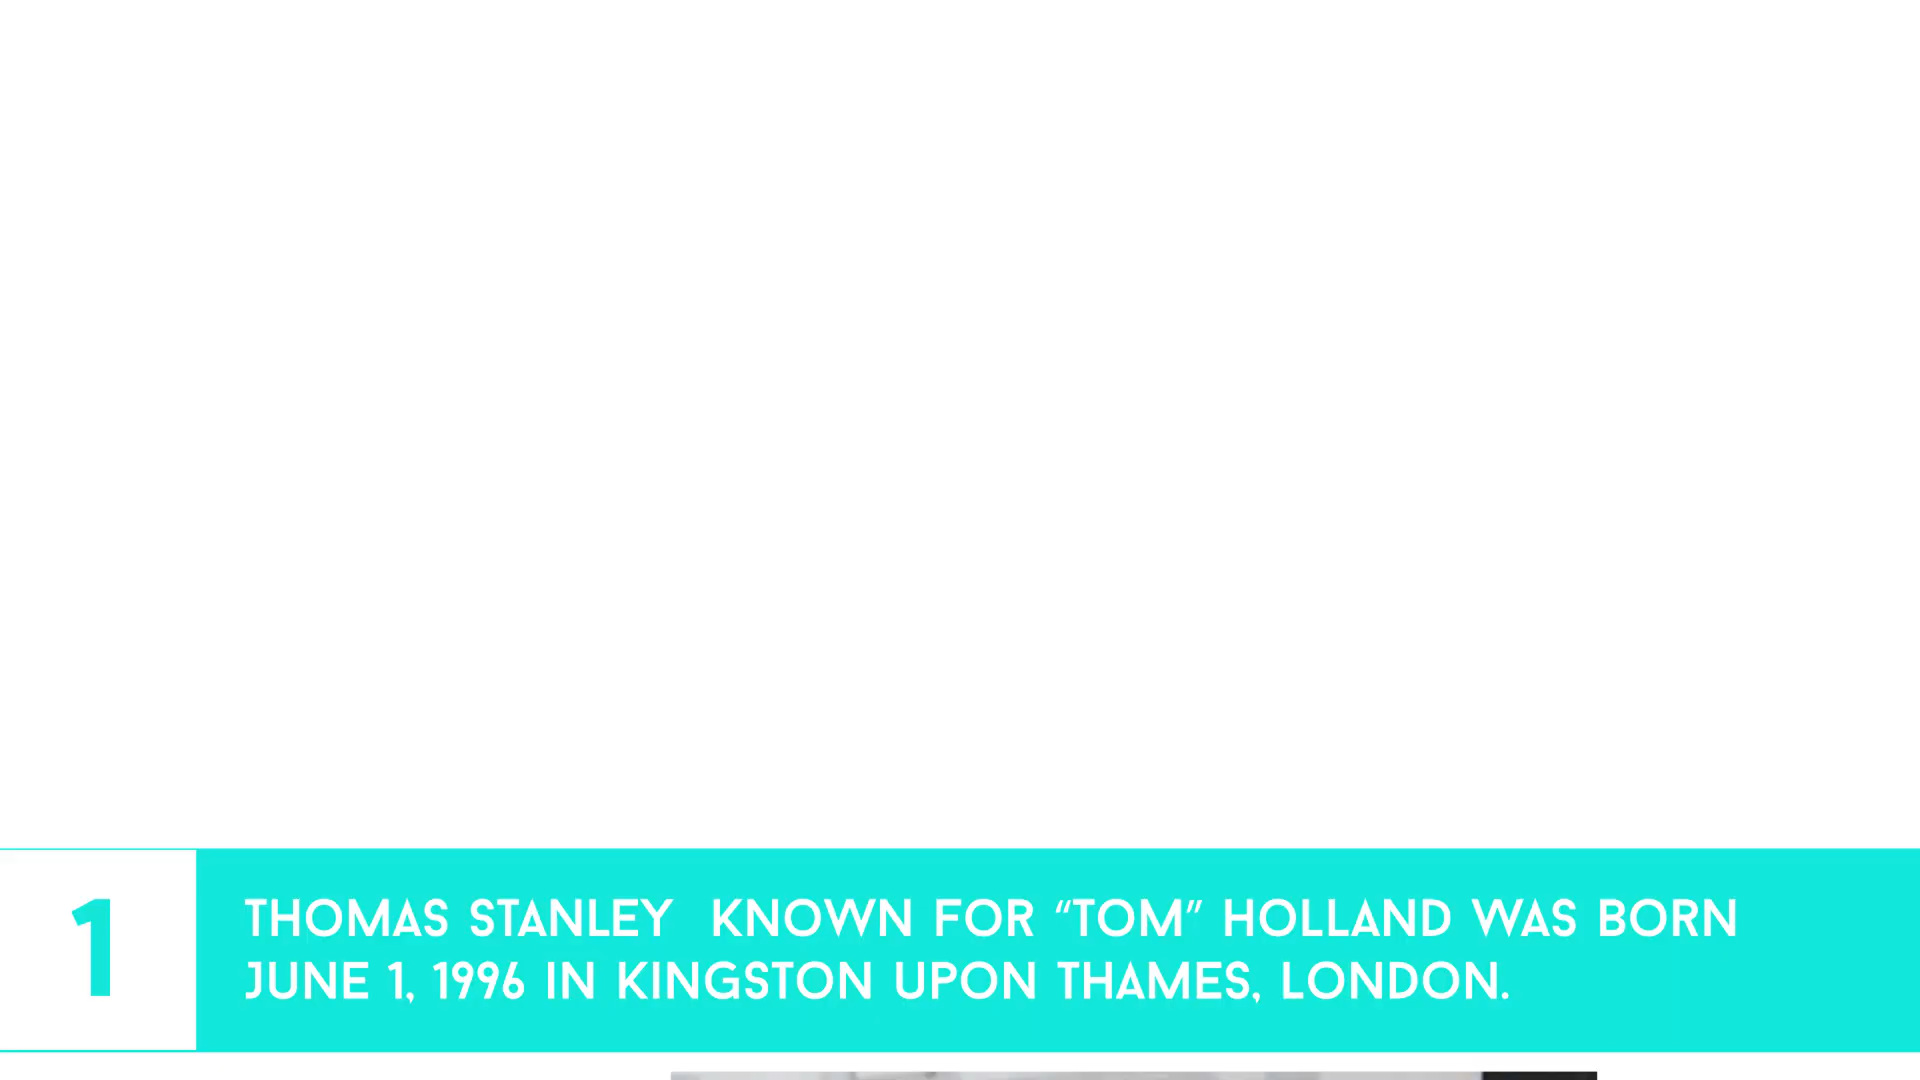 1
THOMAS STANLEY  KNOWN FOR “TOM” HOLLAND WAS BORN
JUNE 1, 1996 IN KINGSTON UPON THAMES, LONDON.